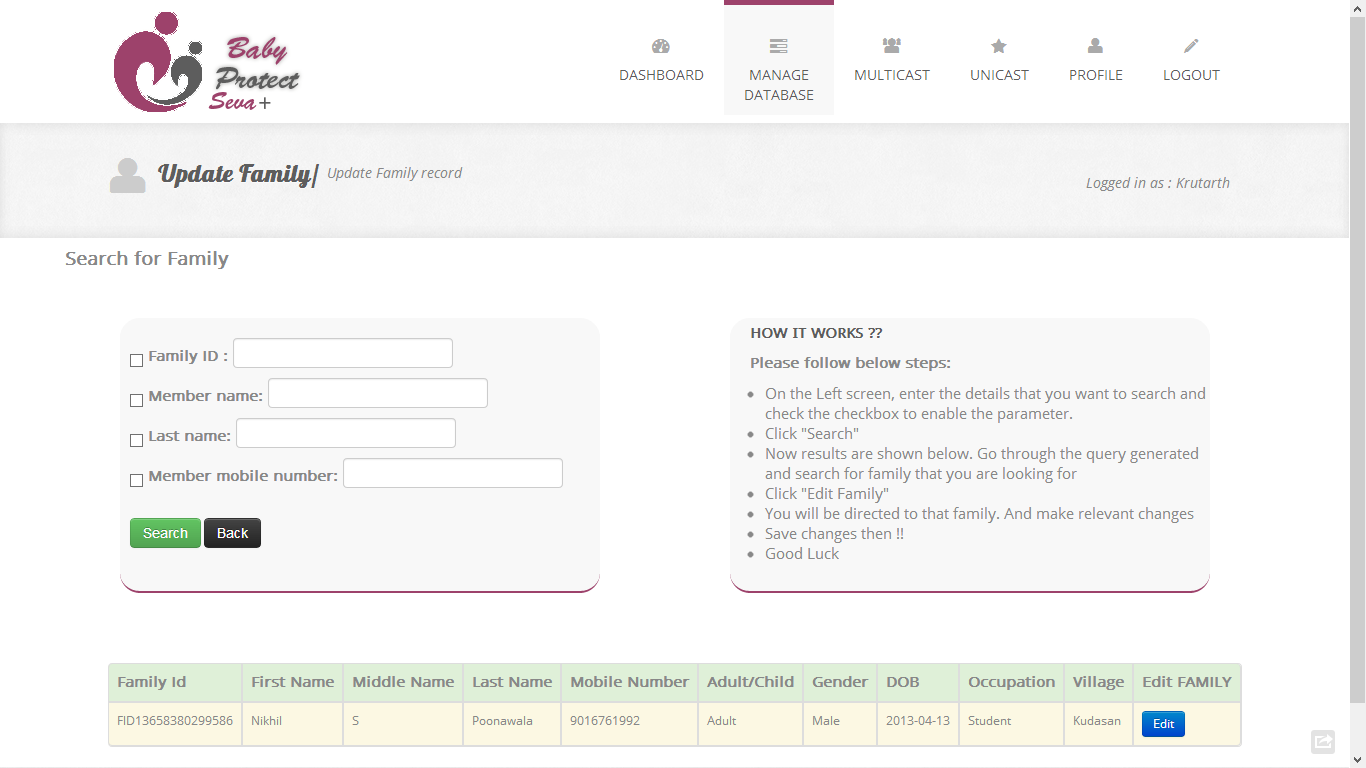 Baby
Protect
Seva+
DASHBOARD
MANAGE
DATABASE
MULTICAST
UNICAST
PROFILE
LOGOUT
Update Family/ Update Family record
Logged in as : Krutarth
Search for Family
Family ID :
Member name:
Last name:
Member mobile number:
Search Back
HOW IT WORKS ??
Please follow below steps:
On the Left screen, enter the details that you want to search and
check the checkbox to enable the parameter.
Click "Search"
Now results are shown below. Go through the query generated
and search for family that you are looking for
Click "Edit Family"
You will be directed to that family. And make relevant changes
Save changes then !!
Good Luck
Family Id First Name Middle Name Last Name Mobile Number Adult/Child Gender DOB Occupation Village Edit FAMILY
FID13658380299586 Nikhil S Poonawala 9016761992 Adult Male 2013-04-13 Student Kudasan Edit